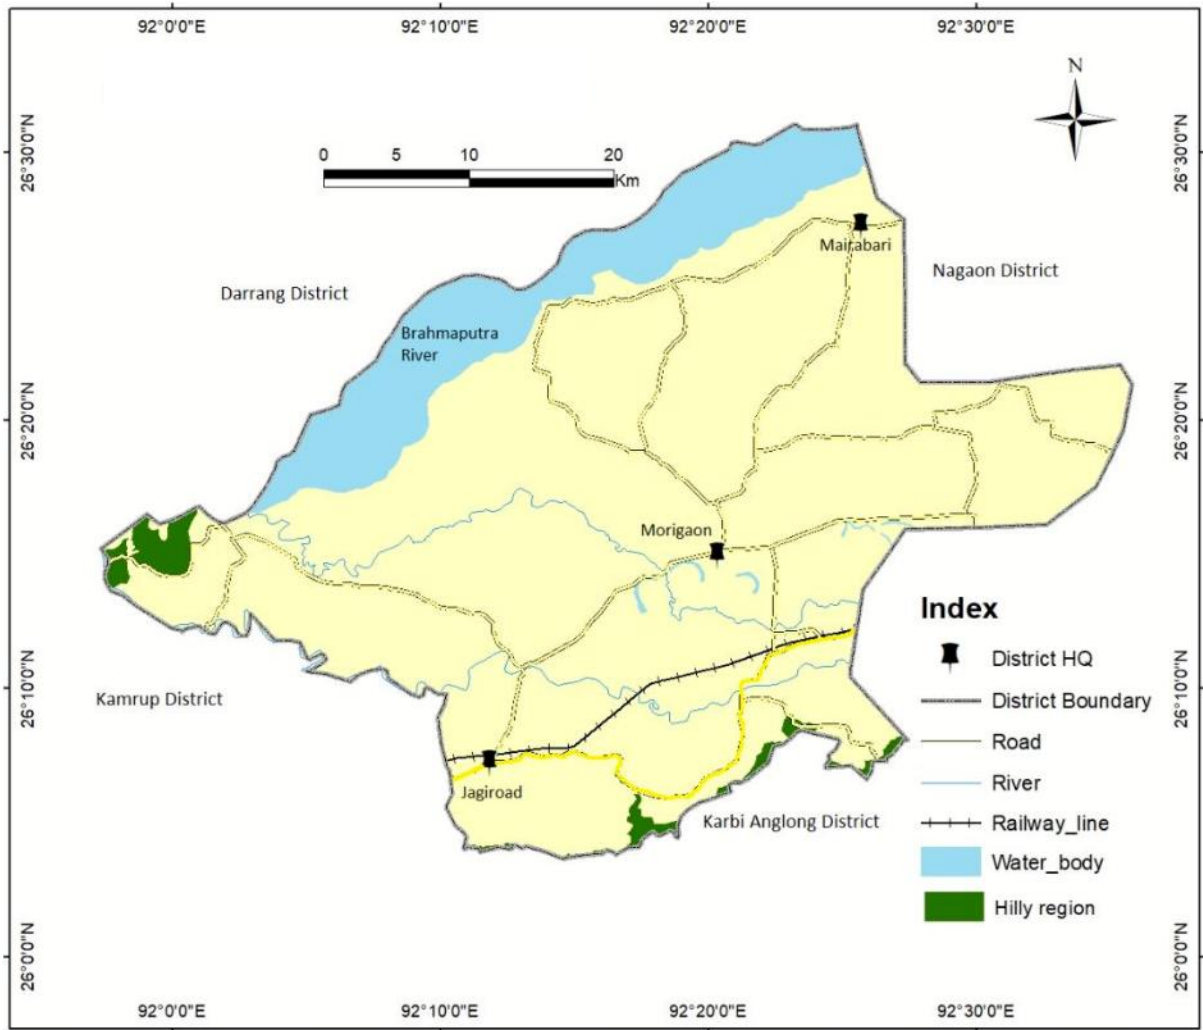 92°0'0"E
92°10'0"E
92°20'0"E
92°30'0"E
N
26°30'0"N
26°30'0"N
0
5
10
20
Km
Mairabari
Nagaon District
Darrang District
Brahmaputra
River
26°20'0"N
26°20'0"N
Morigaon
Index
District HQ
District Boundary
Road
River
Railway_line
Water_body
Hilly region
Kamrup District
26°10'0"N
26°10'0"N
Jagiroad
Karbi Anglong District
26°0'0"N
26°0'0"N
92°0'0"E
92°10'0"E
92°20'0"E
92°30'0"E